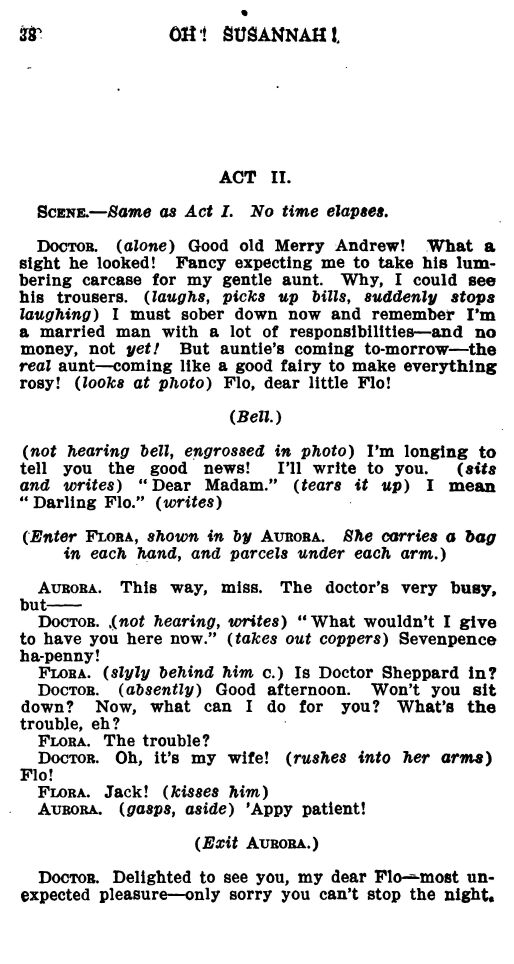 38 OH! SUSANNAH!
ACT II.
SCENE.—Same as Act I. No time elapses.
DOCTOR. (alone) Good old Merry Andrew! What a
sight he looked! Fancy expecting me to take his lum-
bering carcase for my gentle aunt. Why, I could see
his trousers. (laughs, picks up bills, suddenly stops
laughing) I must sober down now and remember I'm
a married man with a lot of responsibilities—and no
money, not yet! But auntie's coming to-morrow—the
real aunt—coming like a good fairy to make everything
rosy! (looks at photo) Flo, dear little Flo!
(Bell.)
(not hearing bell, engrossed in photo) I'm longing to
tell you the good news! I'll write to you. (sits
and writes) "Dear Madam." (tears it up) I mean
"Darling Flo." (writes)
(Enter FLORA, shown in by AURORA. She carries a bag
in each hand, and parcels under each arm.)
AURORA. This way, miss. The doctor's very busy,
but——
DOCTOR. (not hearing, writes) "What wouldn't I give
to have you here now." (takes out coppers) Sevenpence
ha-penny!
FLORA. (slyly behind him C.) Is Doctor Sheppard in?
DOCTOR. (absently) Good afternoon. Won't you sit
down? Now, what can I do for you? What's the
trouble, eh?
FLORA. The trouble?
DOCTOR. Oh, it's my wife! (rushes into her arms)
Flo!
FLORA. Jack! (kisses him)
AURORA. (gasps, aside) 'Appy patient!
(Exit AURORA.)
DOCTOR. Delighted to see you, my dear Flo—most un-
expected pleasure—only sorry you can't stop the night.